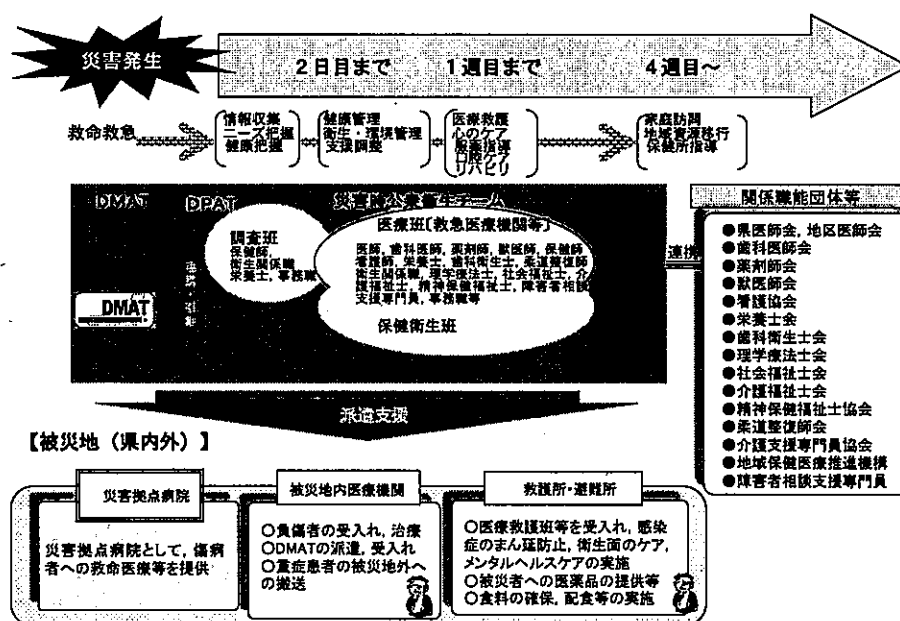 災害発生
2日目まで
1週目まで
4週目～
救命救急
情報収集
ニーズ把握
健康把握
健康管理
衛生・環境管理
支援調整
医療救護
心のケア
服薬指導
口腔ケア
リハビリ
家庭訪問
地域資源移行
保健所指導
DMAT
DPAT
災害時公衆衛生チーム
調査班
保健師,
衛生関係職
栄養士, 事務職
医療班［救急医療機関等］
医師, 歯科医師, 薬剤師, 獣医師, 保健師
看護師, 栄養士, 歯科衛生士, 柔道整復師
衛生関係職, 理学療法士, 社会福祉士, 介
護福祉士, 精神保健福祉士, 障害者相談
支援専門員, 事務職等
保健衛生班
DMAT
連携
関係職能団体等
●県医師会, 地区医師会
●歯科医師会
●薬剤師会
●獣医師会
●看護協会
●栄養士会
●歯科衛生士会
●理学療法士会
●社会福祉士会
●介護福祉士会
●精神保健福祉士協会
●柔道整復師会
●介護支援専門員協会
●地域保健医療推進機構
●障害者相談支援専門員
派遣支援
【被災地（県内外）】
災害拠点病院
災害拠点病院として, 傷病
者への救命医療等を提供
被災地内医療機関
○負傷者の受入れ, 治療
○DMATの派遣, 受入れ
○重症患者の被災地外へ
の搬送
救護所・避難所
○医療救護班等を受入れ, 感染
症のまん延防止, 衛生面のケア,
メンタルヘルスケアの実施
○被災者への医薬品の提供等
○食料の確保, 配食等の実施